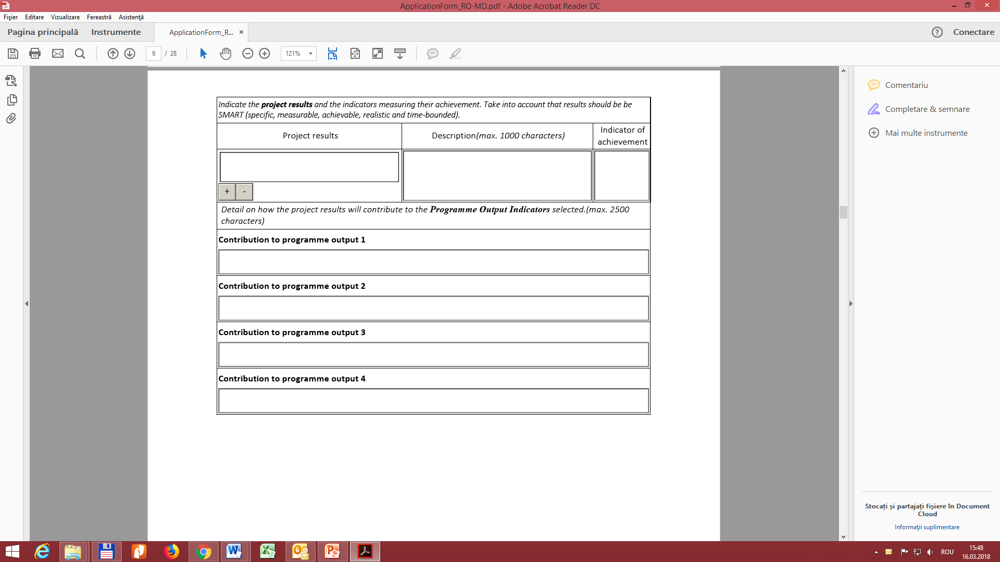 ApplicationForm_RO-MD.pdf - Adobe Acrobat Reader DC
Fişier Editare Vizualizare Fereastră Asistenţă
Pagina principală Instrumente ApplicationForm_R... × ? Conectare
9 / 28 121%
Indicate the project results and the indicators measuring their achievement. Take into account that results should be be
SMART (specific, measurable, achievable, realistic and time-bounded).
Project results
Description(max. 1000 characters)
Indicator of
achievement
+ -
Detail on how the project results will contribute to the Programme Output Indicators selected.(max. 2500
characters)
Contribution to programme output 1
Contribution to programme output 2
Contribution to programme output 3
Contribution to programme output 4
Comentariu
Completare & semnare
Mai multe instrumente
Stocați și partajați fișiere în Document
Cloud
Informaţii suplimentare
ROU
15:48
16.03.2018